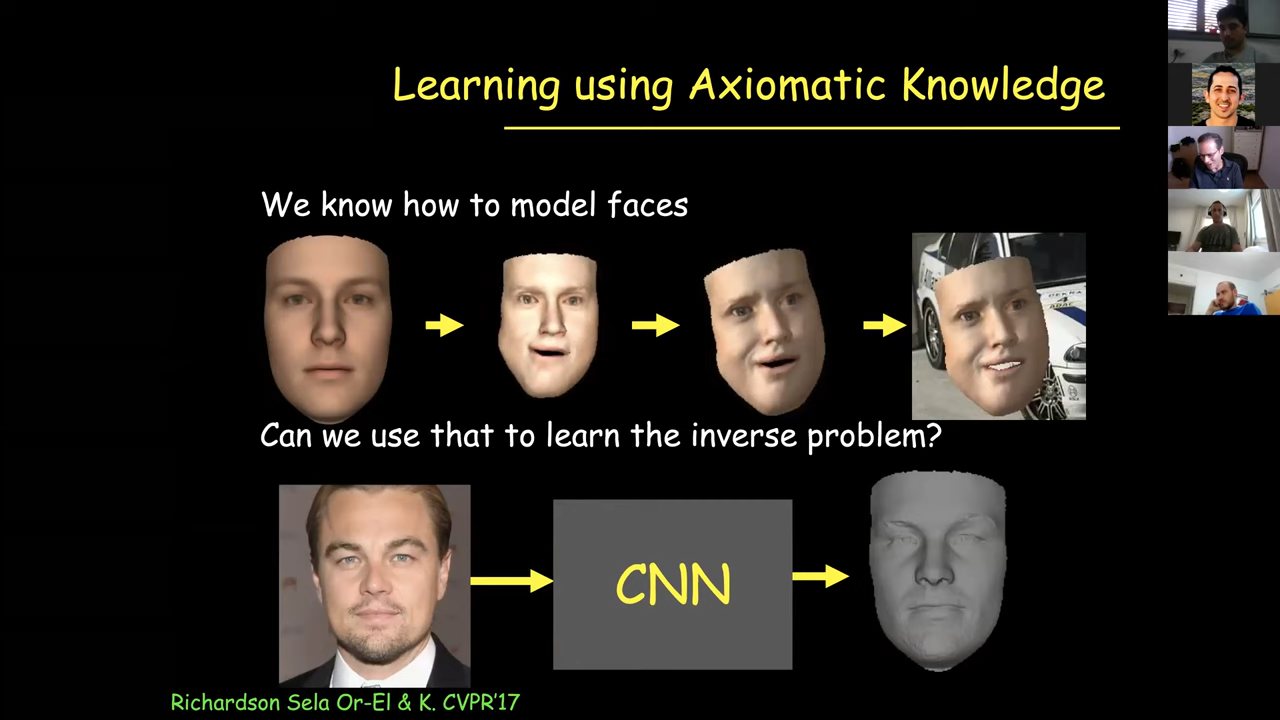 Learning using Axiomatic Knowledge
We know how to model faces
Can we use that to learn the inverse problem?
CNN
Richardson Sela Or-El & K. CVPR'17